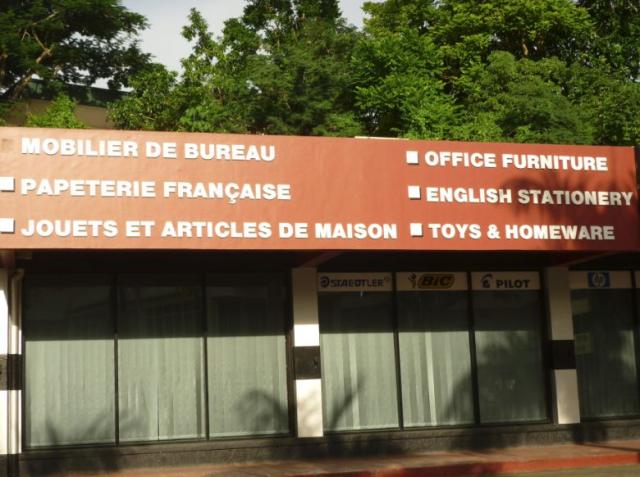 MOBILIER DE BUREAU
PAPETERIE FRANÇAISE
JOUETS ET ARTICLES DE MAISON
OFFICE FURNITURE
ENGLISH STATIONERY
TOYS & HOMEWARE
STAEDTLER
BIC
PILOT
hp